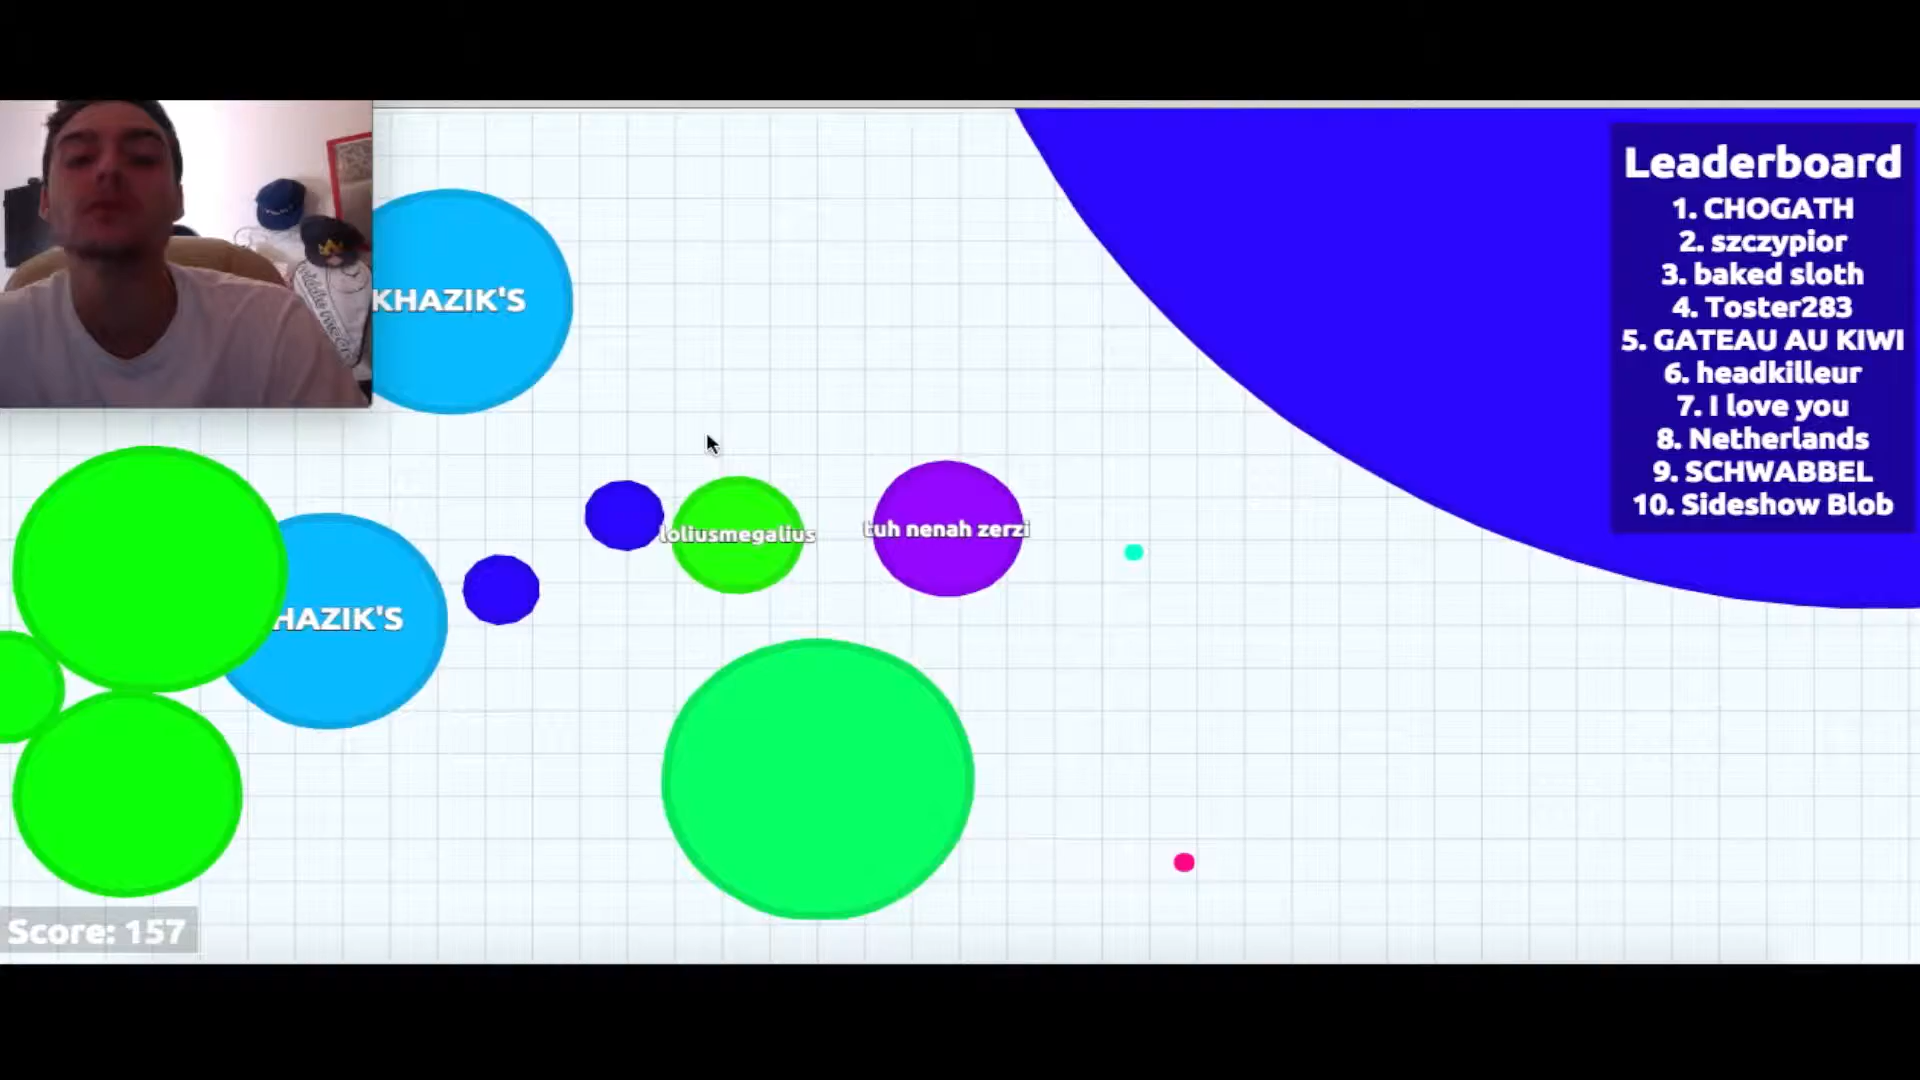 Leaderboard
1. CHOGATH
2. szczypior
3. baked sloth
4. Toster283
5. GATEAU AU KIWI
6. headkilleur
7. I love you
8. Netherlands
9. SCHWABBEL
10. Sideshow Blob
KHAZIK'S
loliusmegalius
tuh nenah zerzi
HAZIK'S
Score: 157